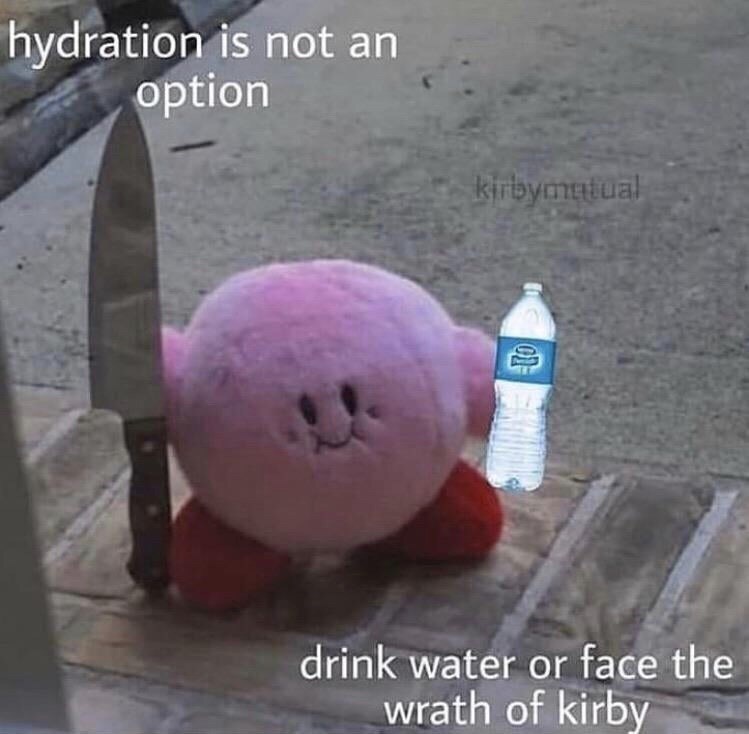 hydration is not an
option
kirbymutual
drink water or face the
wrath of kirby